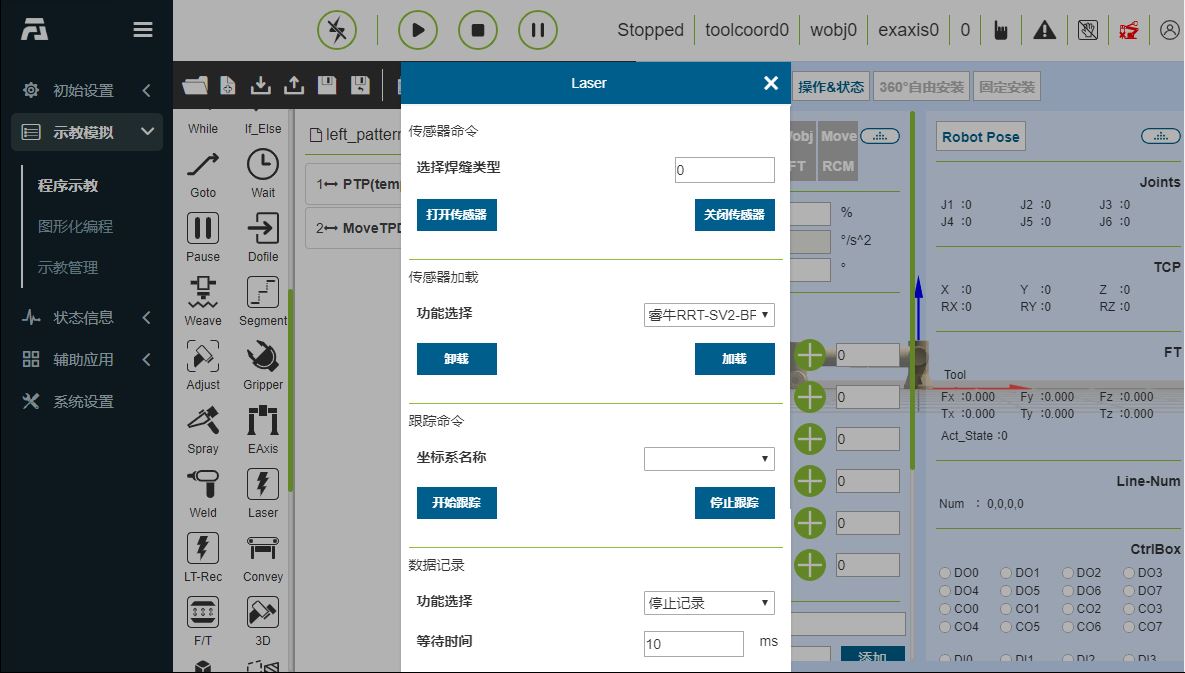 Stopped toolcoord0 wobj0 exaxis0 0
初始设置
示教模拟
程序示教
图形化编程
示教管理
状态信息
辅助应用
系统设置
While If_Else
Goto Wait
Pause Dofile
Weave Segment
Adjust Gripper
Spray EAxis
Weld Laser
LT-Rec Convey
F/T 3D
left_pattern
1 PTP(tem
2 MoveTPD
Laser
传感器命令
选择焊缝类型 0
打开传感器 关闭传感器
传感器加载
功能选择 睿牛RRT-SV2-BF
卸载 加载
跟踪命令
坐标系名称
开始跟踪 停止跟踪
数据记录
功能选择 停止记录
等待时间 10 ms
操作&状态 360°自由安装 固定安装
obj Move
FT RCM
%
°/s^2
°
0
0
0
0
0
0
添加
Robot Pose
Joints
J1 :0 J2 :0 J3 :0
J4 :0 J5 :0 J6 :0
TCP
X :0 Y :0 Z :0
RX :0 RY :0 RZ :0
FT
Tool
Fx :0.000 Fy :0.000 Fz :0.000
Tx :0.000 Ty :0.000 Tz :0.000
Act_State :0
Line-Num
Num : 0,0,0,0
CtrlBox
DO0 DO1 DO2 DO3
DO4 DO5 DO6 DO7
CO0 CO1 CO2 CO3
CO4 CO5 CO6 CO7
DI0 DI1 DI2 DI3